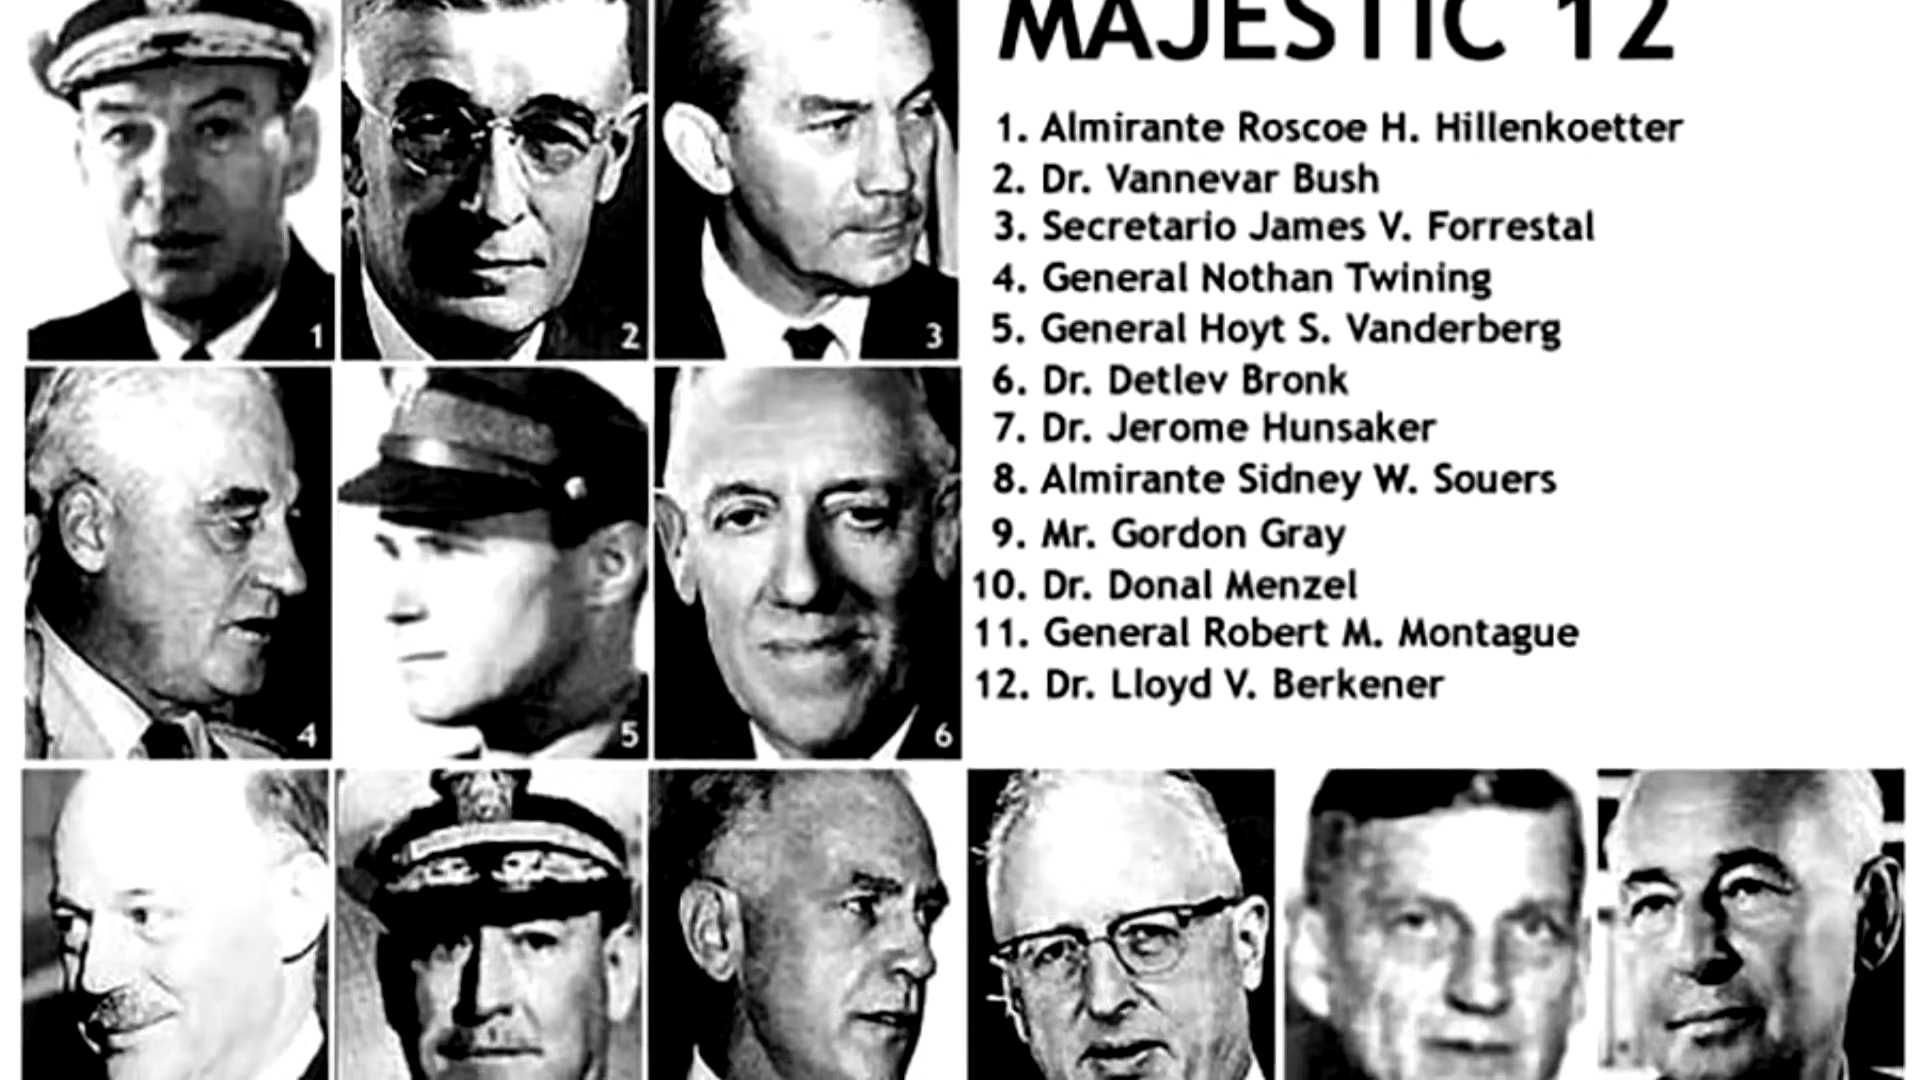 MAJESTIC 12
1. Almirante Roscoe H. Hillenkoetter
2. Dr. Vannevar Bush
3. Secretario James V. Forrestal
4. General Nothan Twining
5. General Hoyt S. Vanderberg
6. Dr. Detlev Bronk
7. Dr. Jerome Hunsaker
8. Almirante Sidney W. Souers
9. Mr. Gordon Gray
10. Dr. Donal Menzel
11. General Robert M. Montague
12. Dr. Lloyd V. Berkener
1
2
3
4
5
6